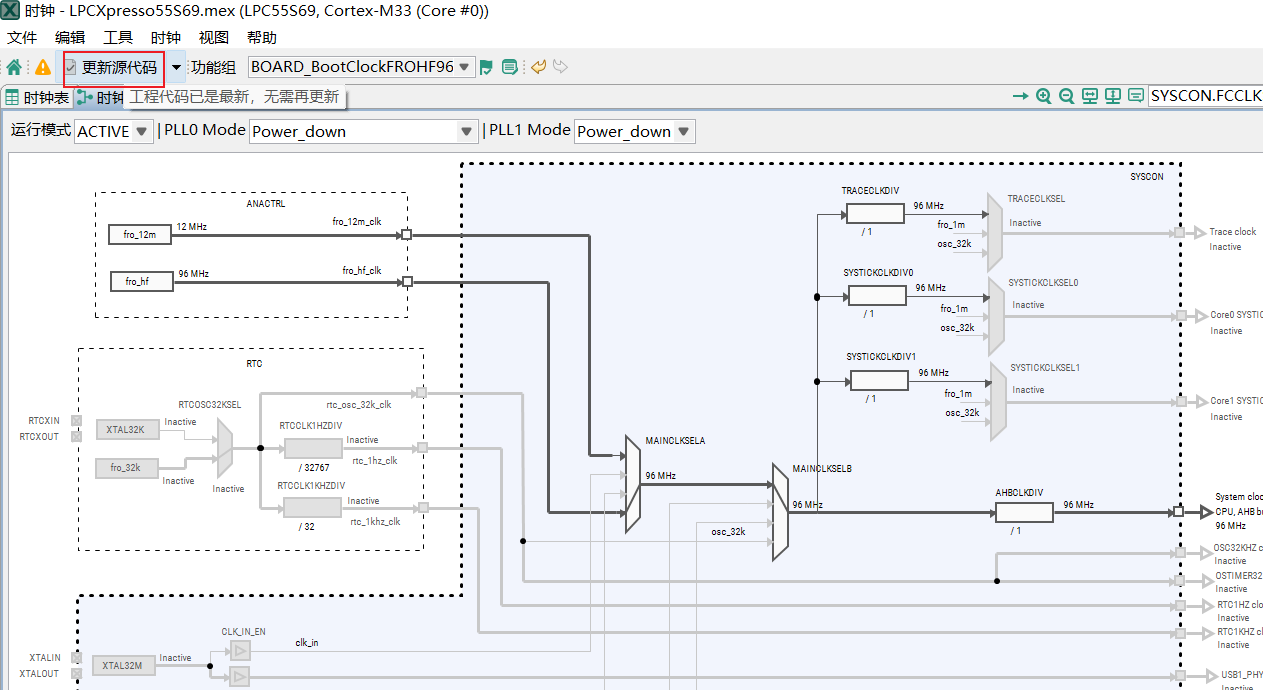 时钟 - LPCXpresso55S69.mex (LPC55S69, Cortex-M33 (Core #0))
文件 编辑 工具 时钟 视图 帮助
更新源代码 功能组 BOARD_BootClockFROHF96
时钟表 时钟 工程代码已是最新，无需再更新 SYSCON.FCCLK
运行模式 ACTIVE | PLL0 Mode Power_down | PLL1 Mode Power_down
SYSCON
ANACTRL
fro_12m 12 MHz fro_12m_clk
fro_hf 96 MHz fro_hf_clk
TRACECLKDIV
96 MHz
/ 1
TRACECLKSEL
fro_1m
osc_32k
Inactive
Trace clock
Inactive
SYSTICKCLKDIV0
96 MHz
/ 1
SYSTICKCLKSEL0
fro_1m
osc_32k
Inactive
Core0 SYSTIC
Inactive
SYSTICKCLKDIV1
96 MHz
/ 1
SYSTICKCLKSEL1
fro_1m
osc_32k
Inactive
Core1 SYSTIC
Inactive
RTC
RTCXIN
RTCXOUT
RTCOSC32KSEL
XTAL32K Inactive
fro_32k
Inactive
Inactive
rtc_osc_32k_clk
RTCCLK1HZDIV
Inactive
/ 32767
rtc_1hz_clk
RTCCLK1KHZDIV
Inactive
/ 32
rtc_1khz_clk
MAINCLKSELA
96 MHz
MAINCLKSELB
96 MHz
osc_32k
AHBCLKDIV
96 MHz
/ 1
System cloc
CPU, AHB b
96 MHz
OSC32KHZ c
Inactive
OSTIMER32
Inactive
RTC1HZ clo
Inactive
RTC1KHZ cl
Inactive
CLK_IN_EN
clk_in
XTALIN
XTALOUT
XTAL32M Inactive
USB1_PHY
Inactive